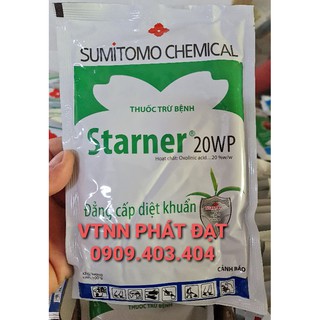 SUMITOMO CHEMICAL
THUỐC TRỪ BỆNH
Starner® 20WP
Hoạt chất: Oxolinic acid .. 20 %w/w
Đẳng cấp diệt khuẩn
VTNN PHÁT ĐẠT
0909.403.404
CẢNH BÁO